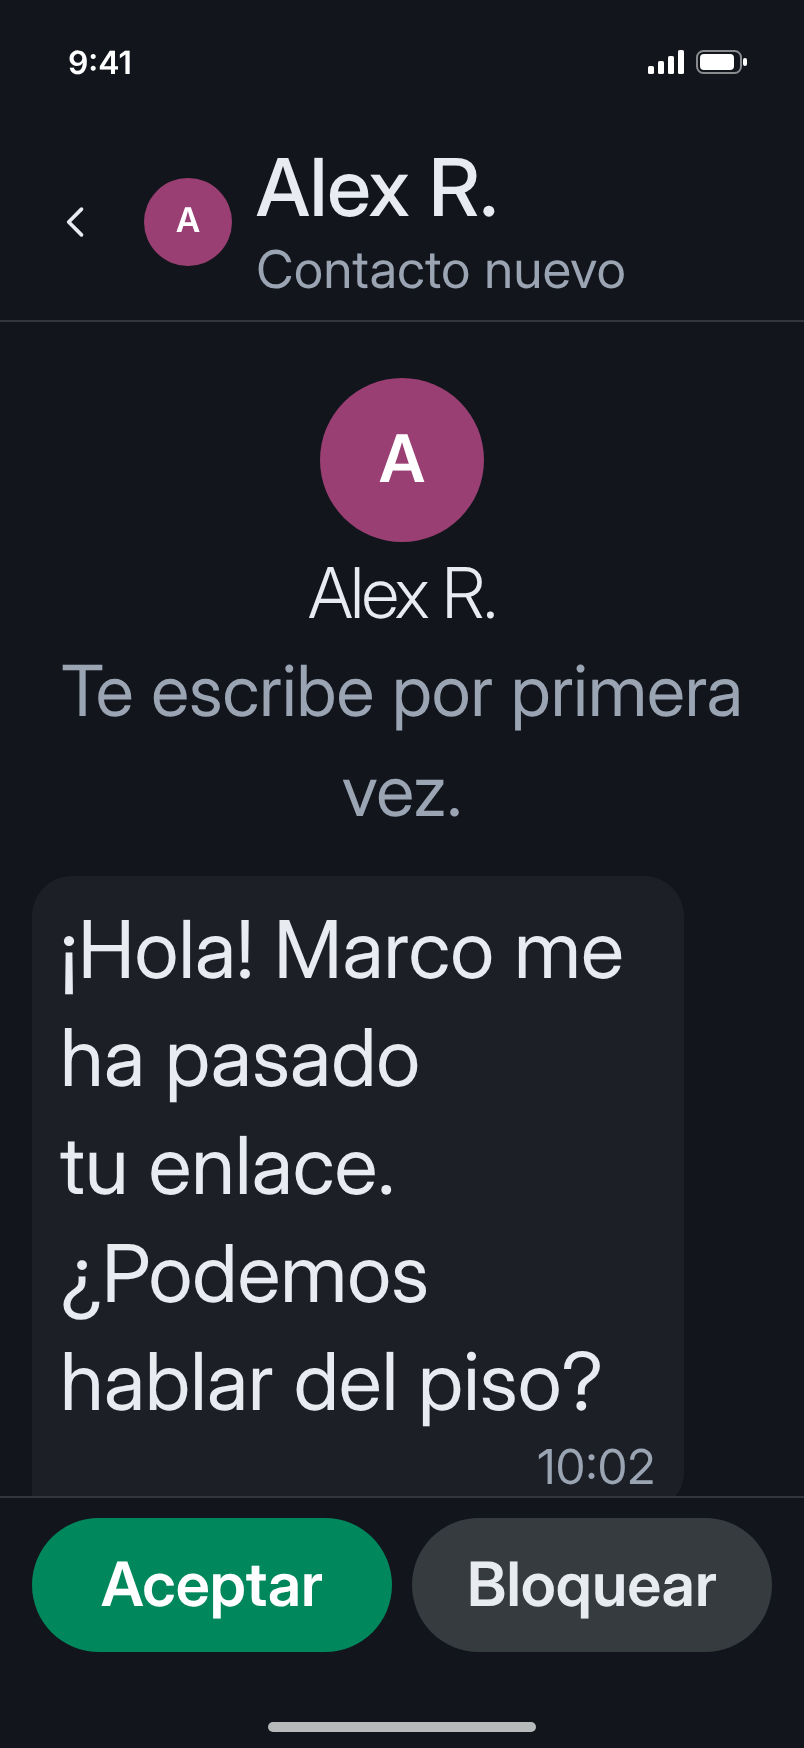 9:41
A
Alex R.
Contacto nuevo
A
Alex R.
Te escribe por primera
vez.
¡Hola! Marco me
ha pasado
tu enlace.
¿Podemos
hablar del piso?
10:02
Aceptar
Bloquear